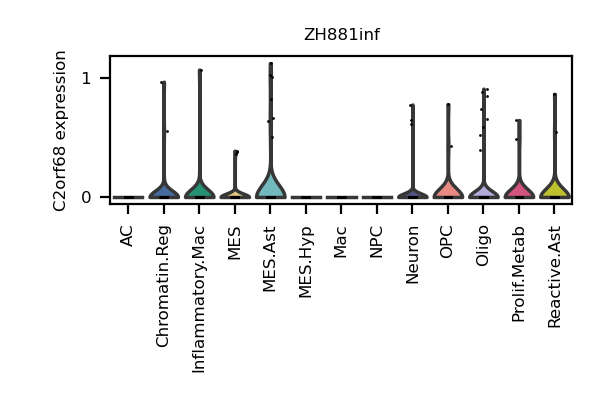 ZH881inf
C2orf68 expression
1
0
AC
Chromatin.Reg
Inflammatory.Mac
MES
MES.Ast
MES.Hyp
Mac
NPC
Neuron
OPC
Oligo
Prolif.Metab
Reactive.Ast